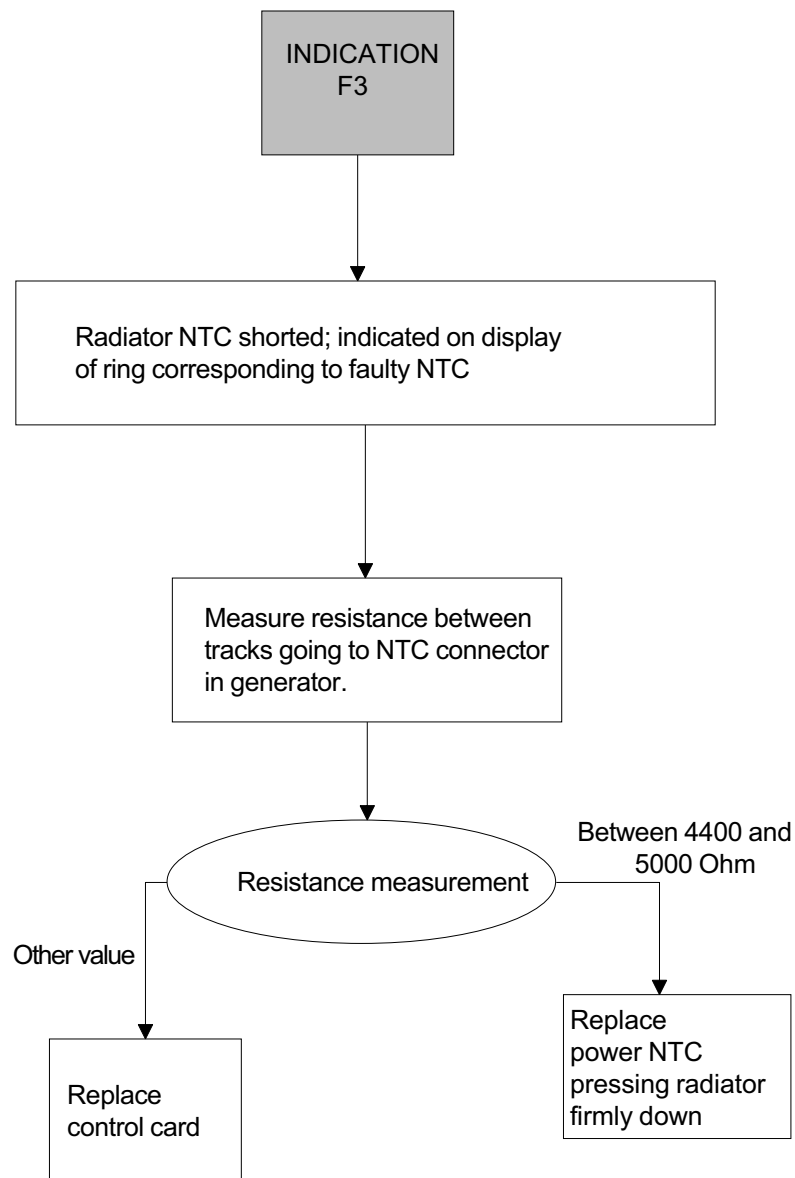 INDICATION
F3
Radiator NTC shorted; indicated on display
of ring corresponding to faulty NTC
Measure resistance between
tracks going to NTC connector
in generator.
Resistance measurement
Between 4400 and
5000 Ohm
Other value
Replace
control card
Replace
power NTC
pressing radiator
firmly down